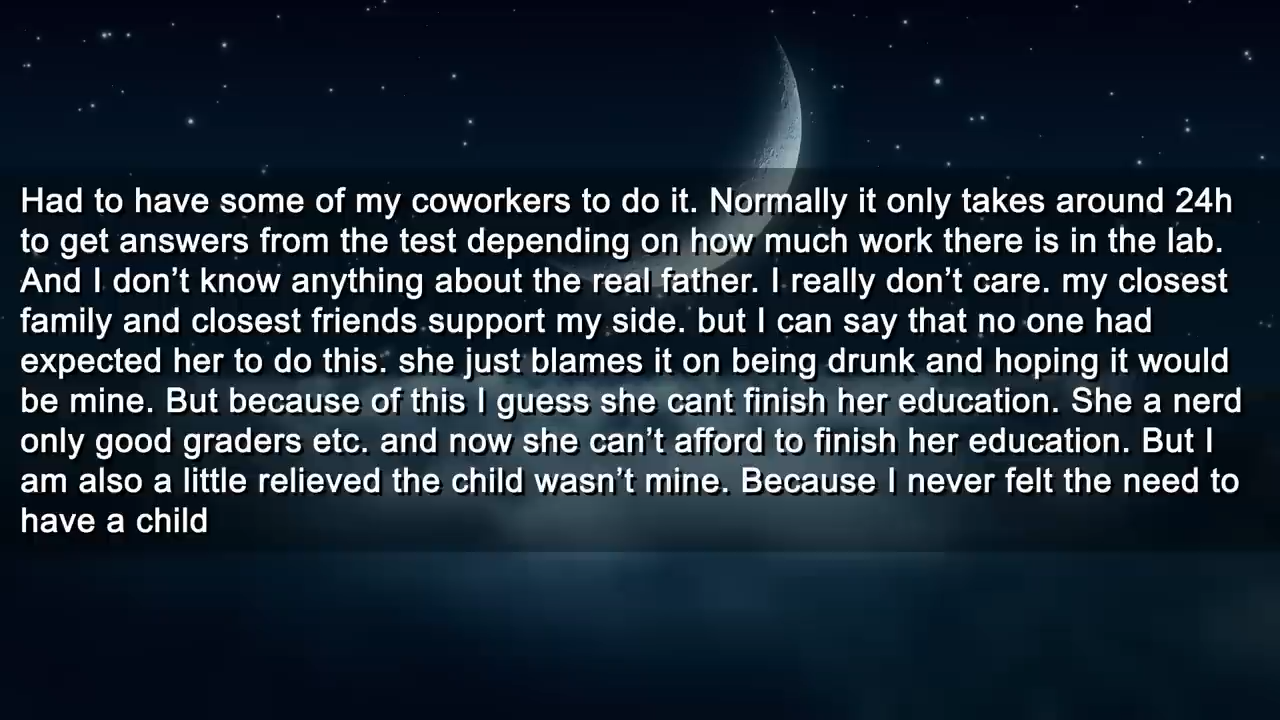 Had to have some of my coworkers to do it. Normally it only takes around 24h
to get answers from the test depending on how much work there is in the lab.
And I don’t know anything about the real father. I really don’t care. my closest
family and closest friends support my side. but I can say that no one had
expected her to do this. she just blames it on being drunk and hoping it would
be mine. But because of this I guess she cant finish her education. She a nerd
only good graders etc. and now she can’t afford to finish her education. But I
am also a little relieved the child wasn’t mine. Because I never felt the need to
have a child